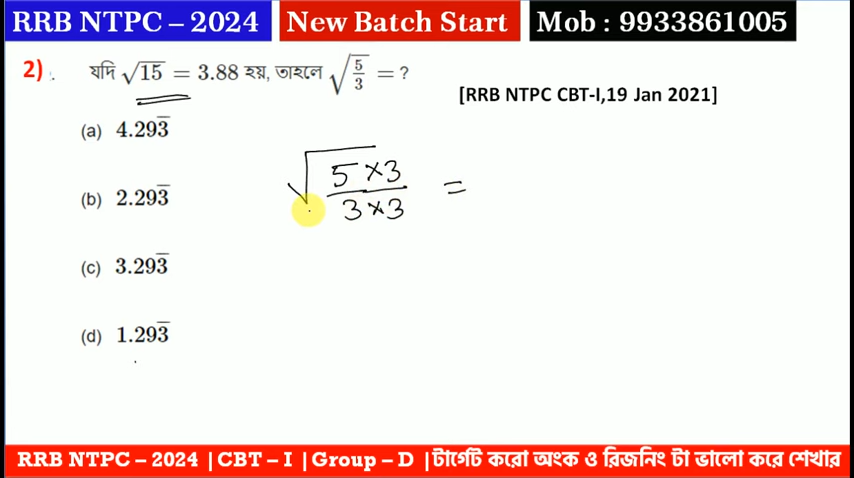 RRB NTPC – 2024 New Batch Start Mob : 9933861005
2) . যদি √15 = 3.88 হয়, তাহলে √(5/3) = ?
[RRB NTPC CBT-I,19 Jan 2021]
(a) 4.293̅
(b) 2.293̅
(c) 3.293̅
(d) 1.293̅
√(5×3 / 3×3) =
RRB NTPC – 2024 |CBT – I |Group – D |টার্গেট করো অংক ও রিজনিং টা ভালো করে শেখার